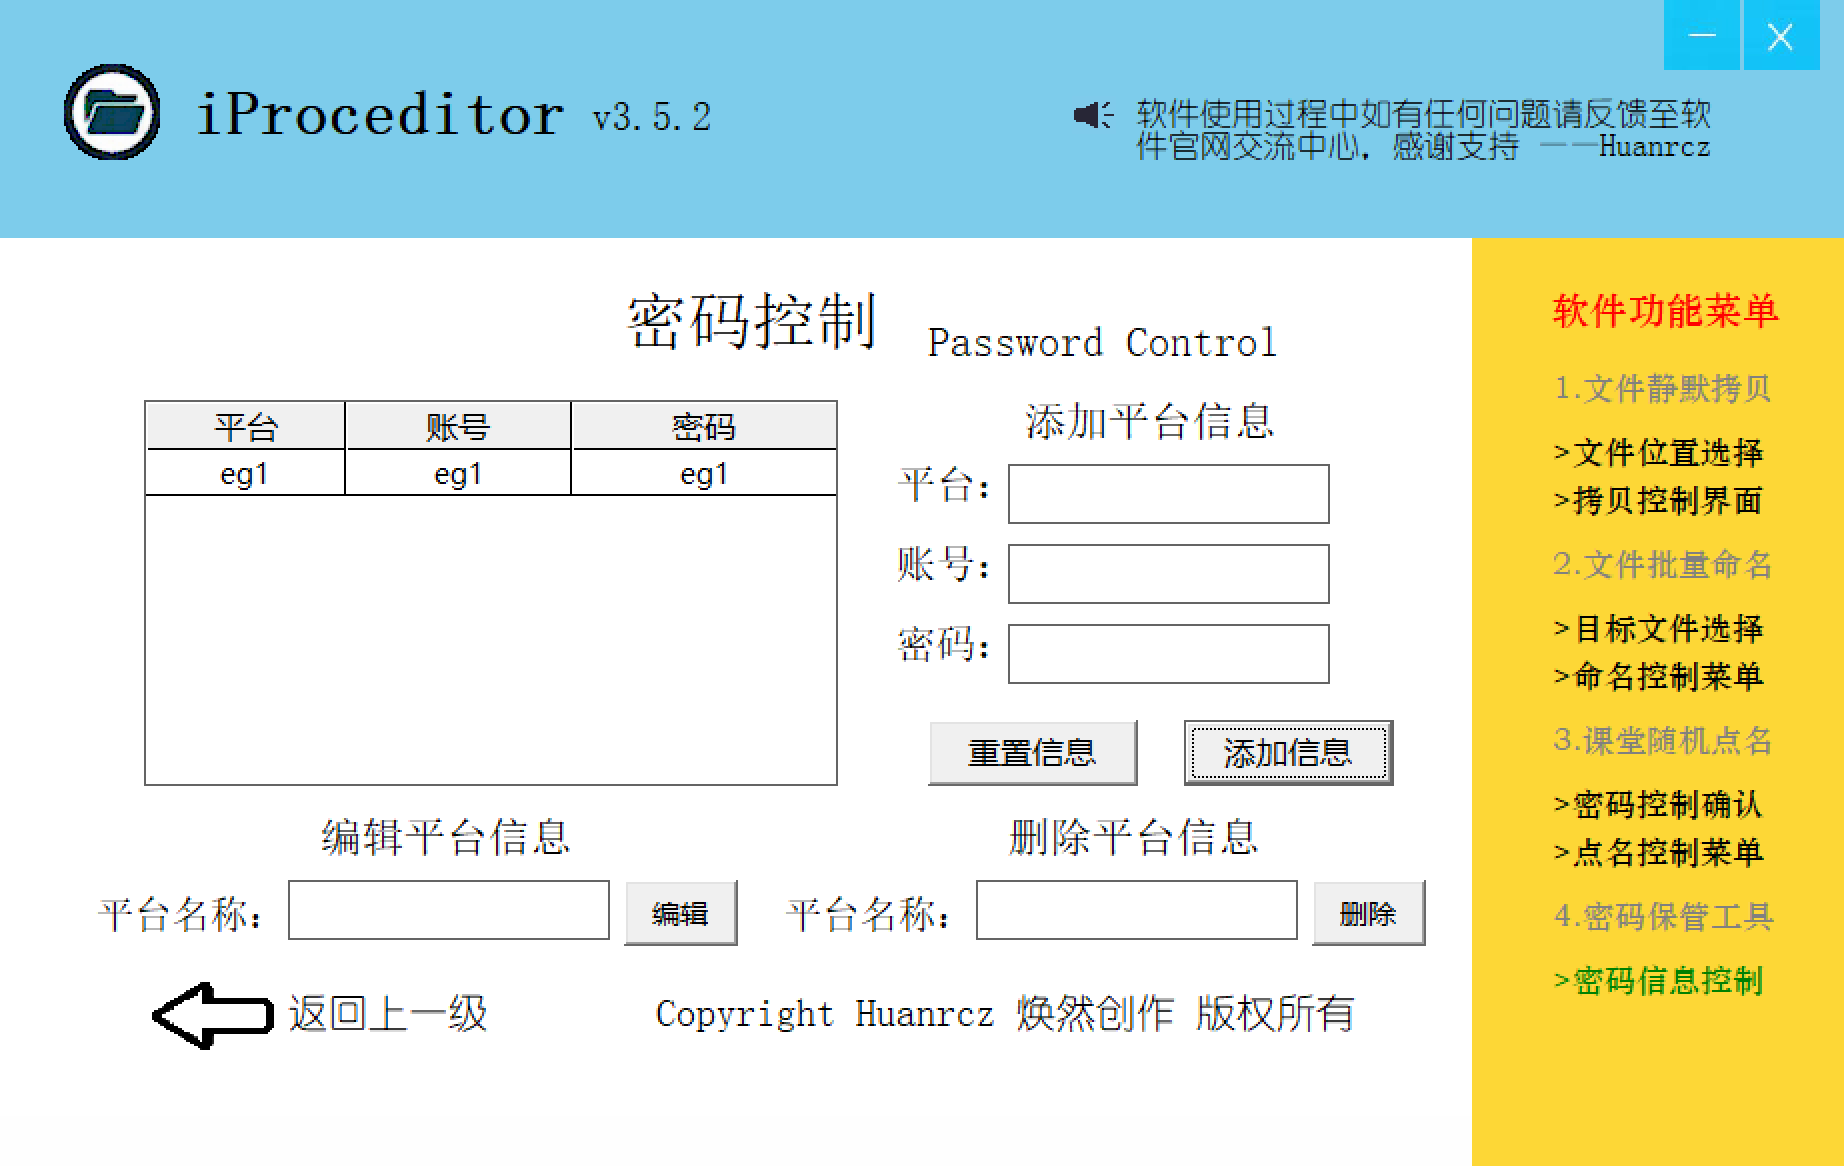 iProceditor v3.5.2
软件使用过程中如有任何问题请反馈至软
件官网交流中心，感谢支持 ——Huanrcz
密码控制 Password Control
平台 账号 密码
eg1 eg1 eg1
添加平台信息
平台：
账号：
密码：
重置信息 添加信息
编辑平台信息
平台名称： 编辑
删除平台信息
平台名称： 删除
返回上一级
Copyright Huanrcz 焕然创作 版权所有
软件功能菜单
1.文件静默拷贝
>文件位置选择
>拷贝控制界面
2.文件批量命名
>目标文件选择
>命名控制菜单
3.课堂随机点名
>密码控制确认
>点名控制菜单
4.密码保管工具
>密码信息控制